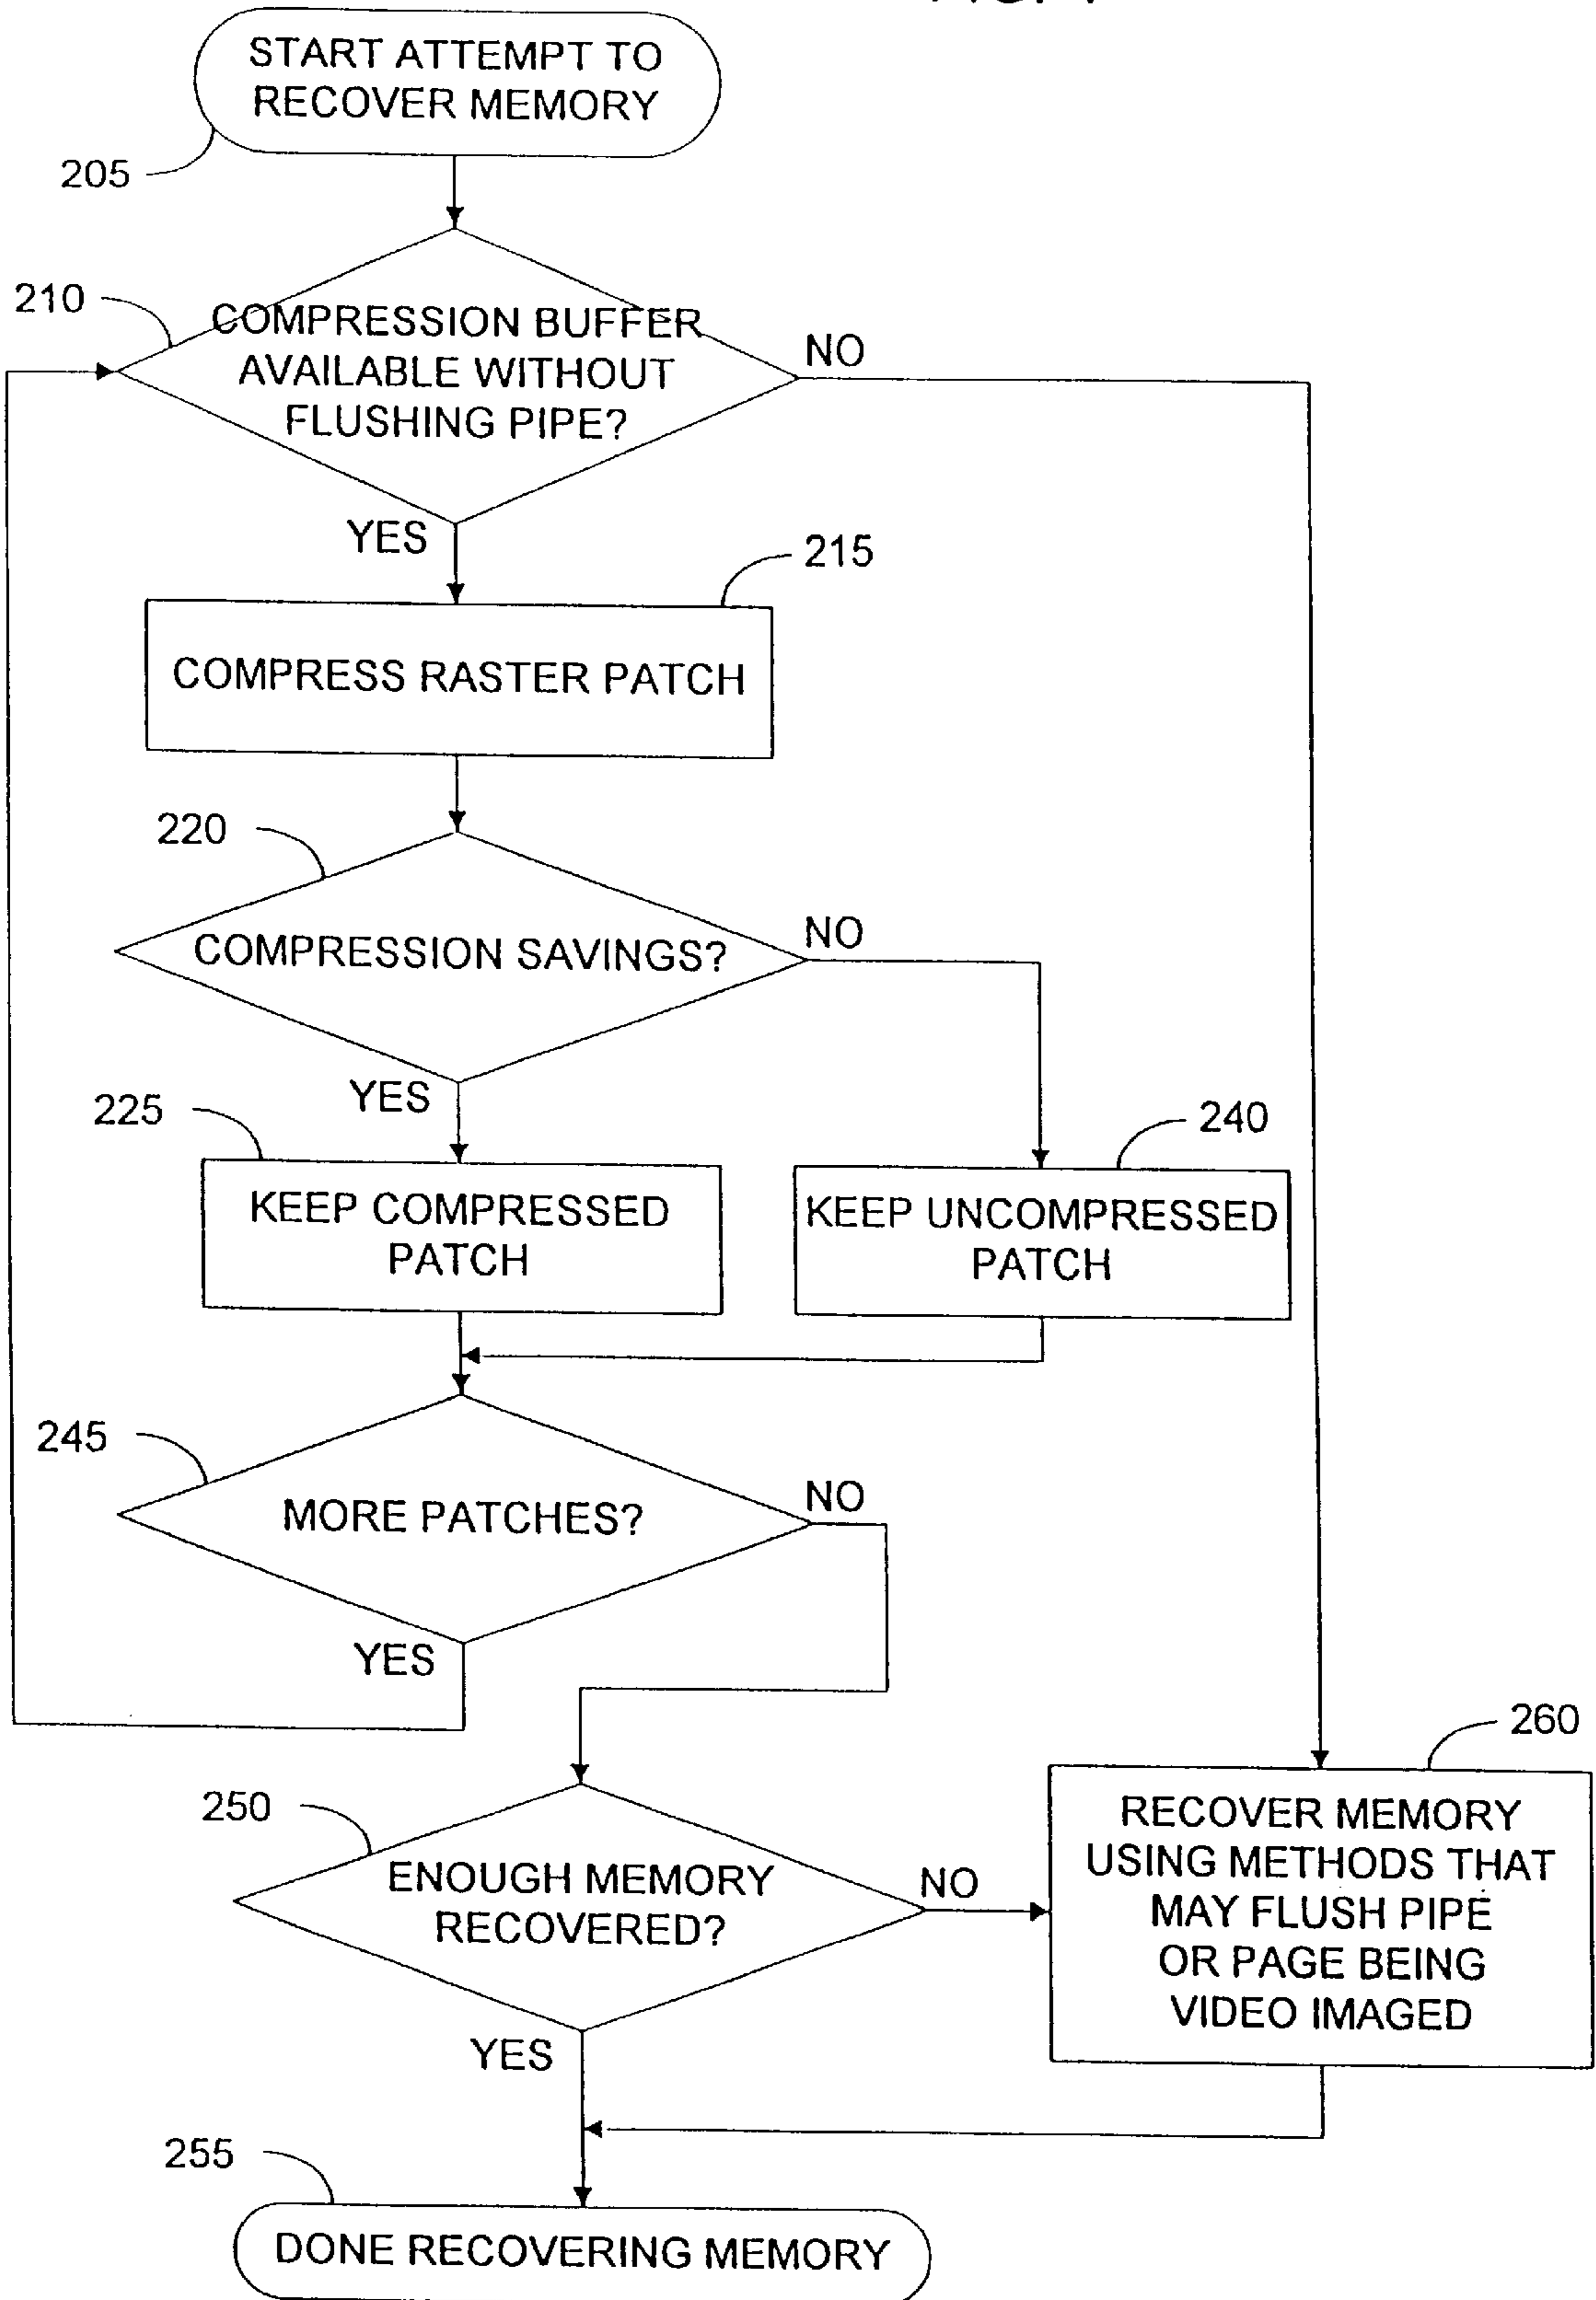 START ATTEMPT TO
RECOVER MEMORY
205
210
COMPRESSION BUFFER
AVAILABLE WITHOUT
FLUSHING PIPE?
NO
YES
215
COMPRESS RASTER PATCH
220
COMPRESSION SAVINGS?
NO
YES
225
KEEP COMPRESSED
PATCH
240
KEEP UNCOMPRESSED
PATCH
245
MORE PATCHES?
NO
YES
250
ENOUGH MEMORY
RECOVERED?
NO
YES
260
RECOVER MEMORY
USING METHODS THAT
MAY FLUSH PIPE
OR PAGE BEING
VIDEO IMAGED
255
DONE RECOVERING MEMORY